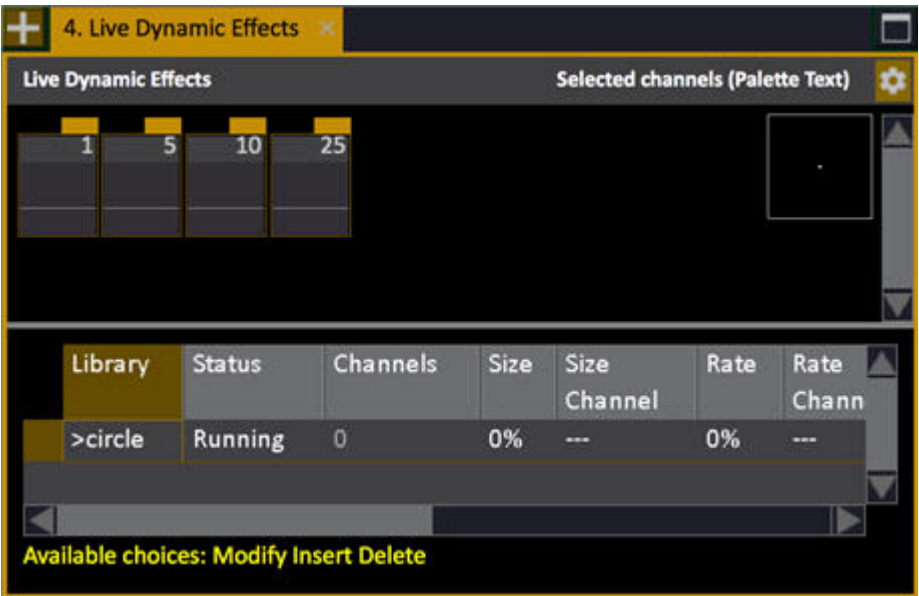 4. Live Dynamic Effects ×
Live Dynamic Effects Selected channels (Palette Text)
1 5 10 25
Library Status Channels Size Size Channel Rate Rate Chann
>circle Running 0 0% --- 0% ---
Available choices: Modify Insert Delete